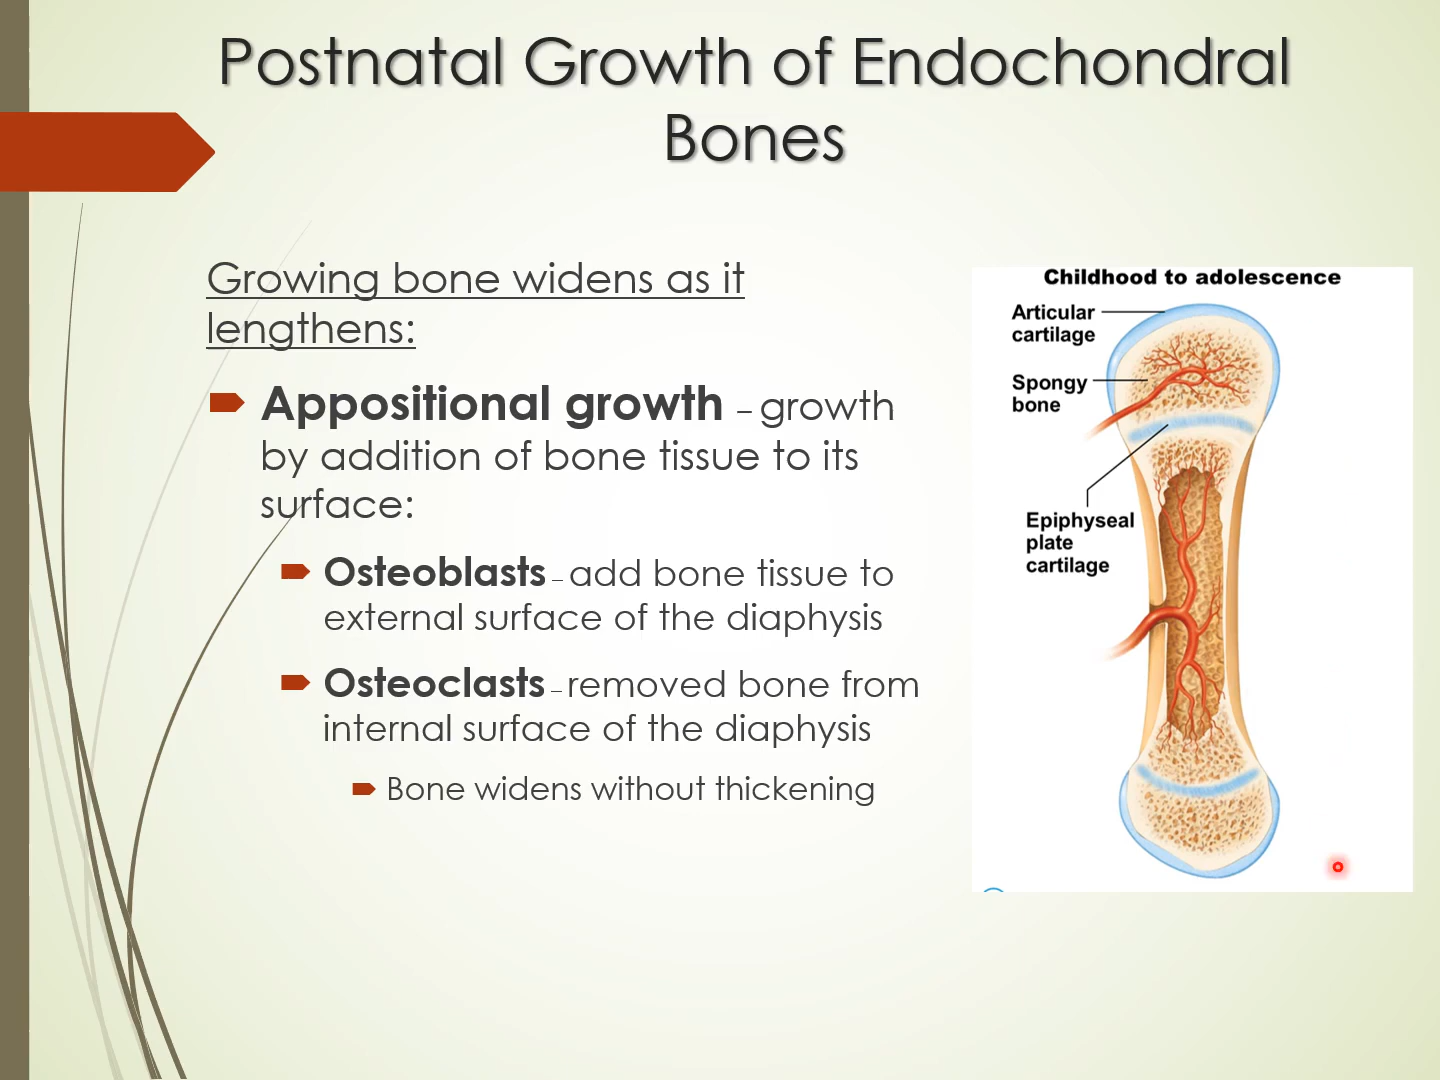 Postnatal Growth of Endochondral
Bones
Growing bone widens as it
lengthens:
Appositional growth – growth
by addition of bone tissue to its
surface:
Osteoblasts – add bone tissue to
external surface of the diaphysis
Osteoclasts – removed bone from
internal surface of the diaphysis
Bone widens without thickening
Childhood to adolescence
Articular
cartilage
Spongy
bone
Epiphyseal
plate
cartilage